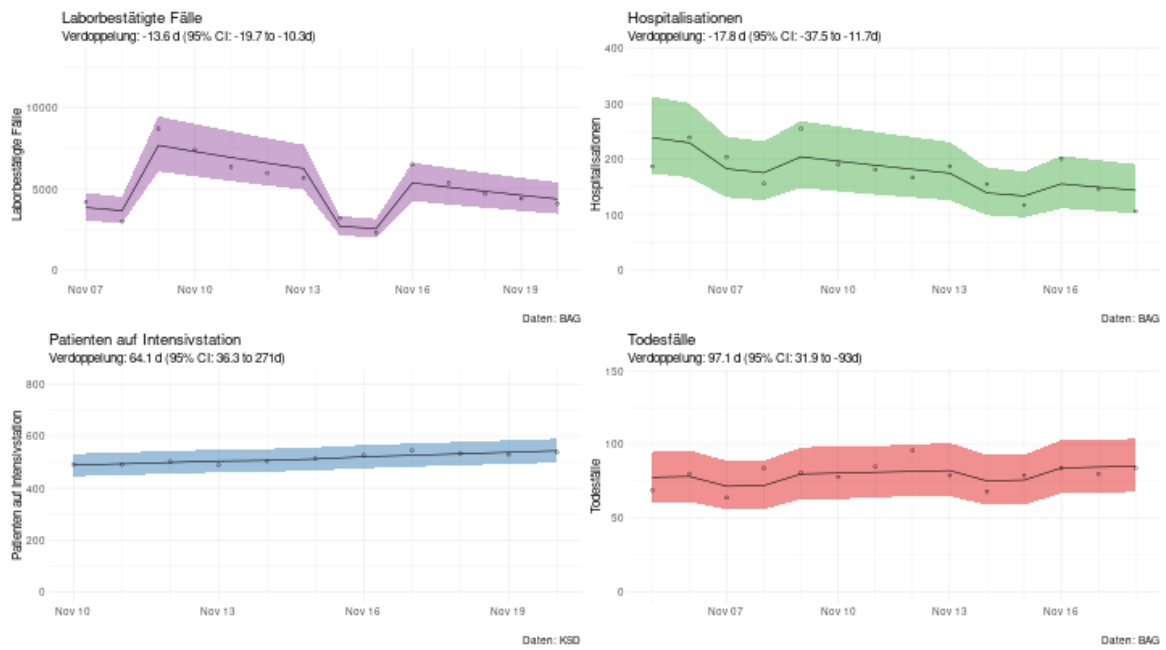 Laborbestätigte Fälle
Verdoppelung: -13.6 d (95% CI: -19.7 to -10.3d)
Laborbestätigte Fälle
10000
5000
0
Nov 07 Nov 10 Nov 13 Nov 16 Nov 19
Daten: BAG
Hospitalisationen
Verdoppelung: -17.8 d (95% CI: -37.5 to -11.7d)
Hospitalisationen
400
300
200
100
0
Nov 07 Nov 10 Nov 13 Nov 16
Daten: BAG
Patienten auf Intensivstation
Verdoppelung: 64.1 d (95% CI: 36.3 to 271d)
Patienten auf Intensivstation
800
600
400
200
0
Nov 10 Nov 13 Nov 16 Nov 19
Daten: KSD
Todesfälle
Verdoppelung: 97.1 d (95% CI: 31.9 to -93d)
Todesfälle
150
100
50
0
Nov 07 Nov 10 Nov 13 Nov 16
Daten: BAG